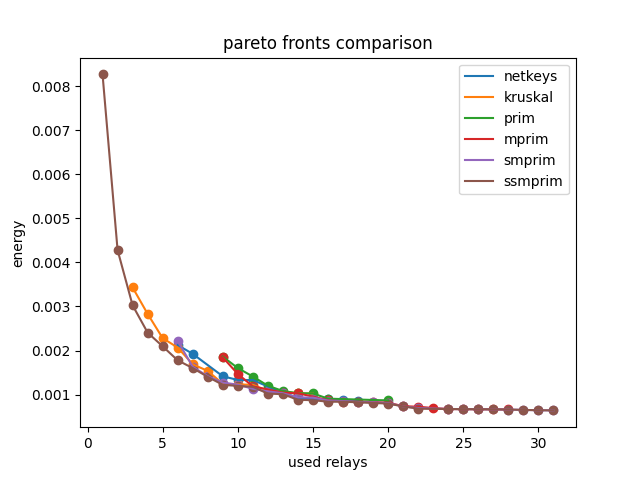 pareto fronts comparison
netkeys
kruskal
prim
mprim
smprim
ssmprim
0.008
0.007
0.006
0.005
0.004
0.003
0.002
0.001
energy
0 5 10 15 20 25 30
used relays